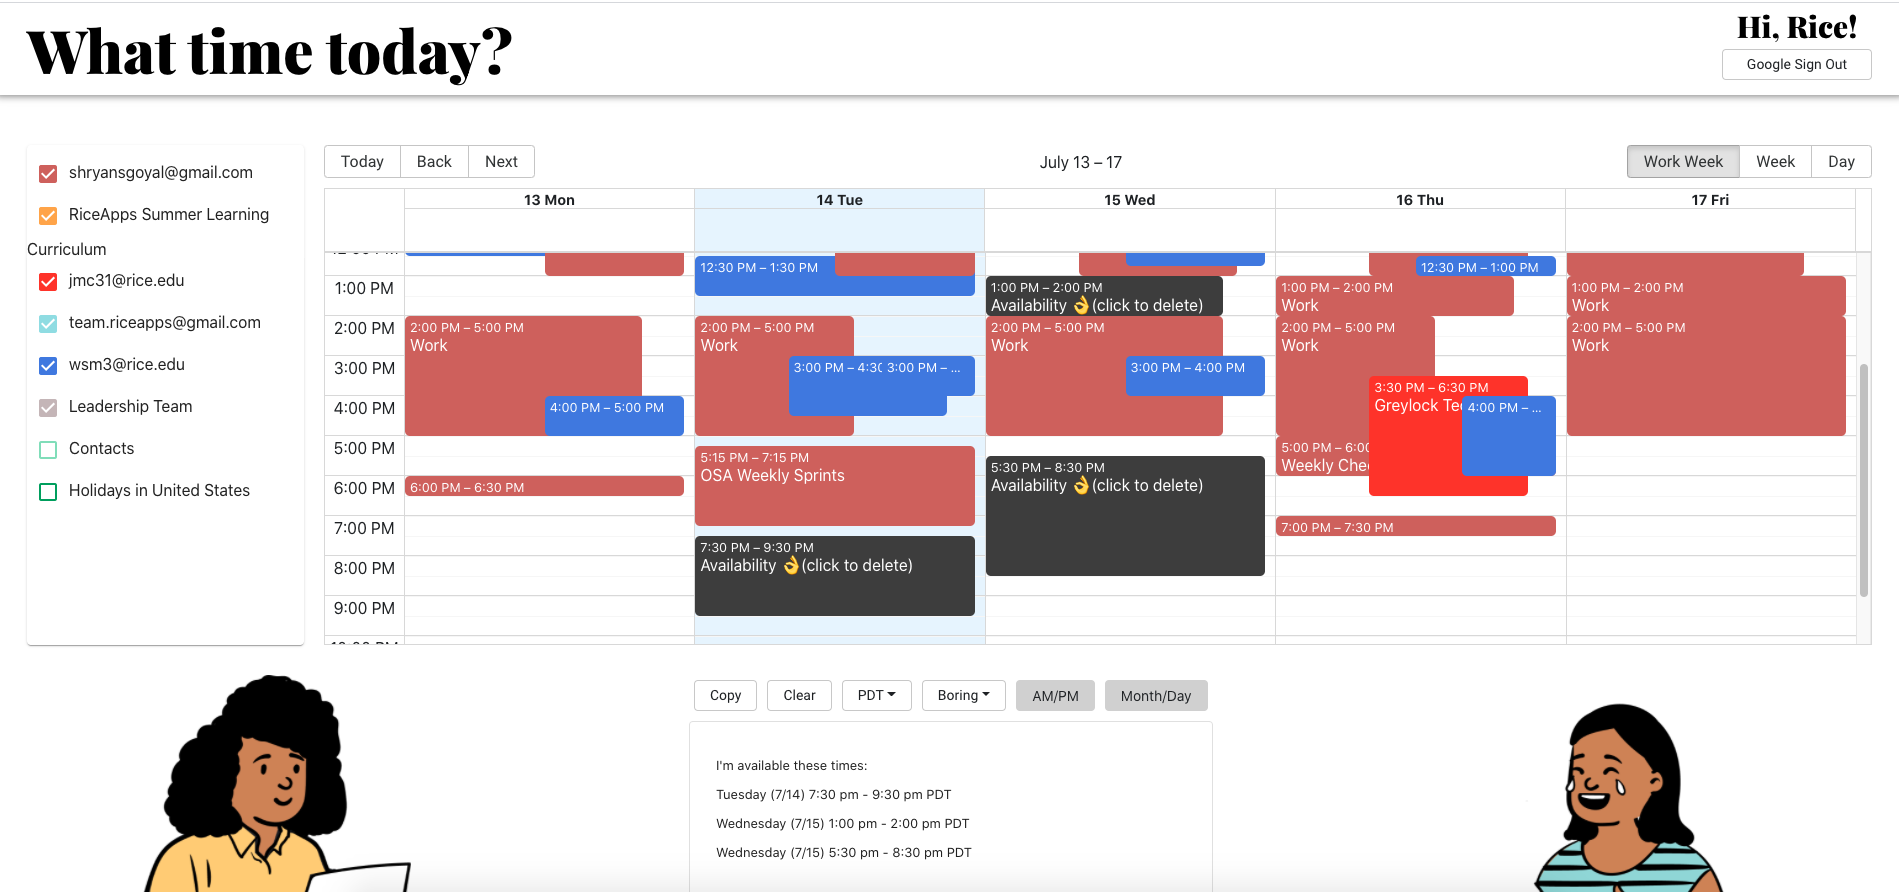 What time today?
Hi, Rice!
Google Sign Out
shryansgoyal@gmail.com
RiceApps Summer Learning
Curriculum
jmc31@rice.edu
team.riceapps@gmail.com
wsm3@rice.edu
Leadership Team
Contacts
Holidays in United States
Today Back Next
July 13 – 17
Work Week Week Day
13 Mon 14 Tue 15 Wed 16 Thu 17 Fri
1:00 PM
2:00 PM
3:00 PM
4:00 PM
5:00 PM
6:00 PM
7:00 PM
8:00 PM
9:00 PM
2:00 PM – 5:00 PM
Work
4:00 PM – 5:00 PM
6:00 PM – 6:30 PM
12:30 PM – 1:30 PM
2:00 PM – 5:00 PM
Work
3:00 PM – 4:30
3:00 PM – ...
5:15 PM – 7:15 PM
OSA Weekly Sprints
7:30 PM – 9:30 PM
Availability 👌(click to delete)
1:00 PM – 2:00 PM
Availability 👌(click to delete)
2:00 PM – 5:00 PM
Work
3:00 PM – 4:00 PM
5:30 PM – 8:30 PM
Availability 👌(click to delete)
12:30 PM – 1:00 PM
1:00 PM – 2:00 PM
Work
2:00 PM – 5:00 PM
Work
3:30 PM – 6:30 PM
Greylock
4:00 PM – ...
5:00 PM – 6:00
Weekly
7:00 PM – 7:30 PM
1:00 PM – 2:00 PM
Work
2:00 PM – 5:00 PM
Work
Copy Clear PDT Boring AM/PM Month/Day
I'm available these times:
Tuesday (7/14) 7:30 pm - 9:30 pm PDT
Wednesday (7/15) 1:00 pm - 2:00 pm PDT
Wednesday (7/15) 5:30 pm - 8:30 pm PDT